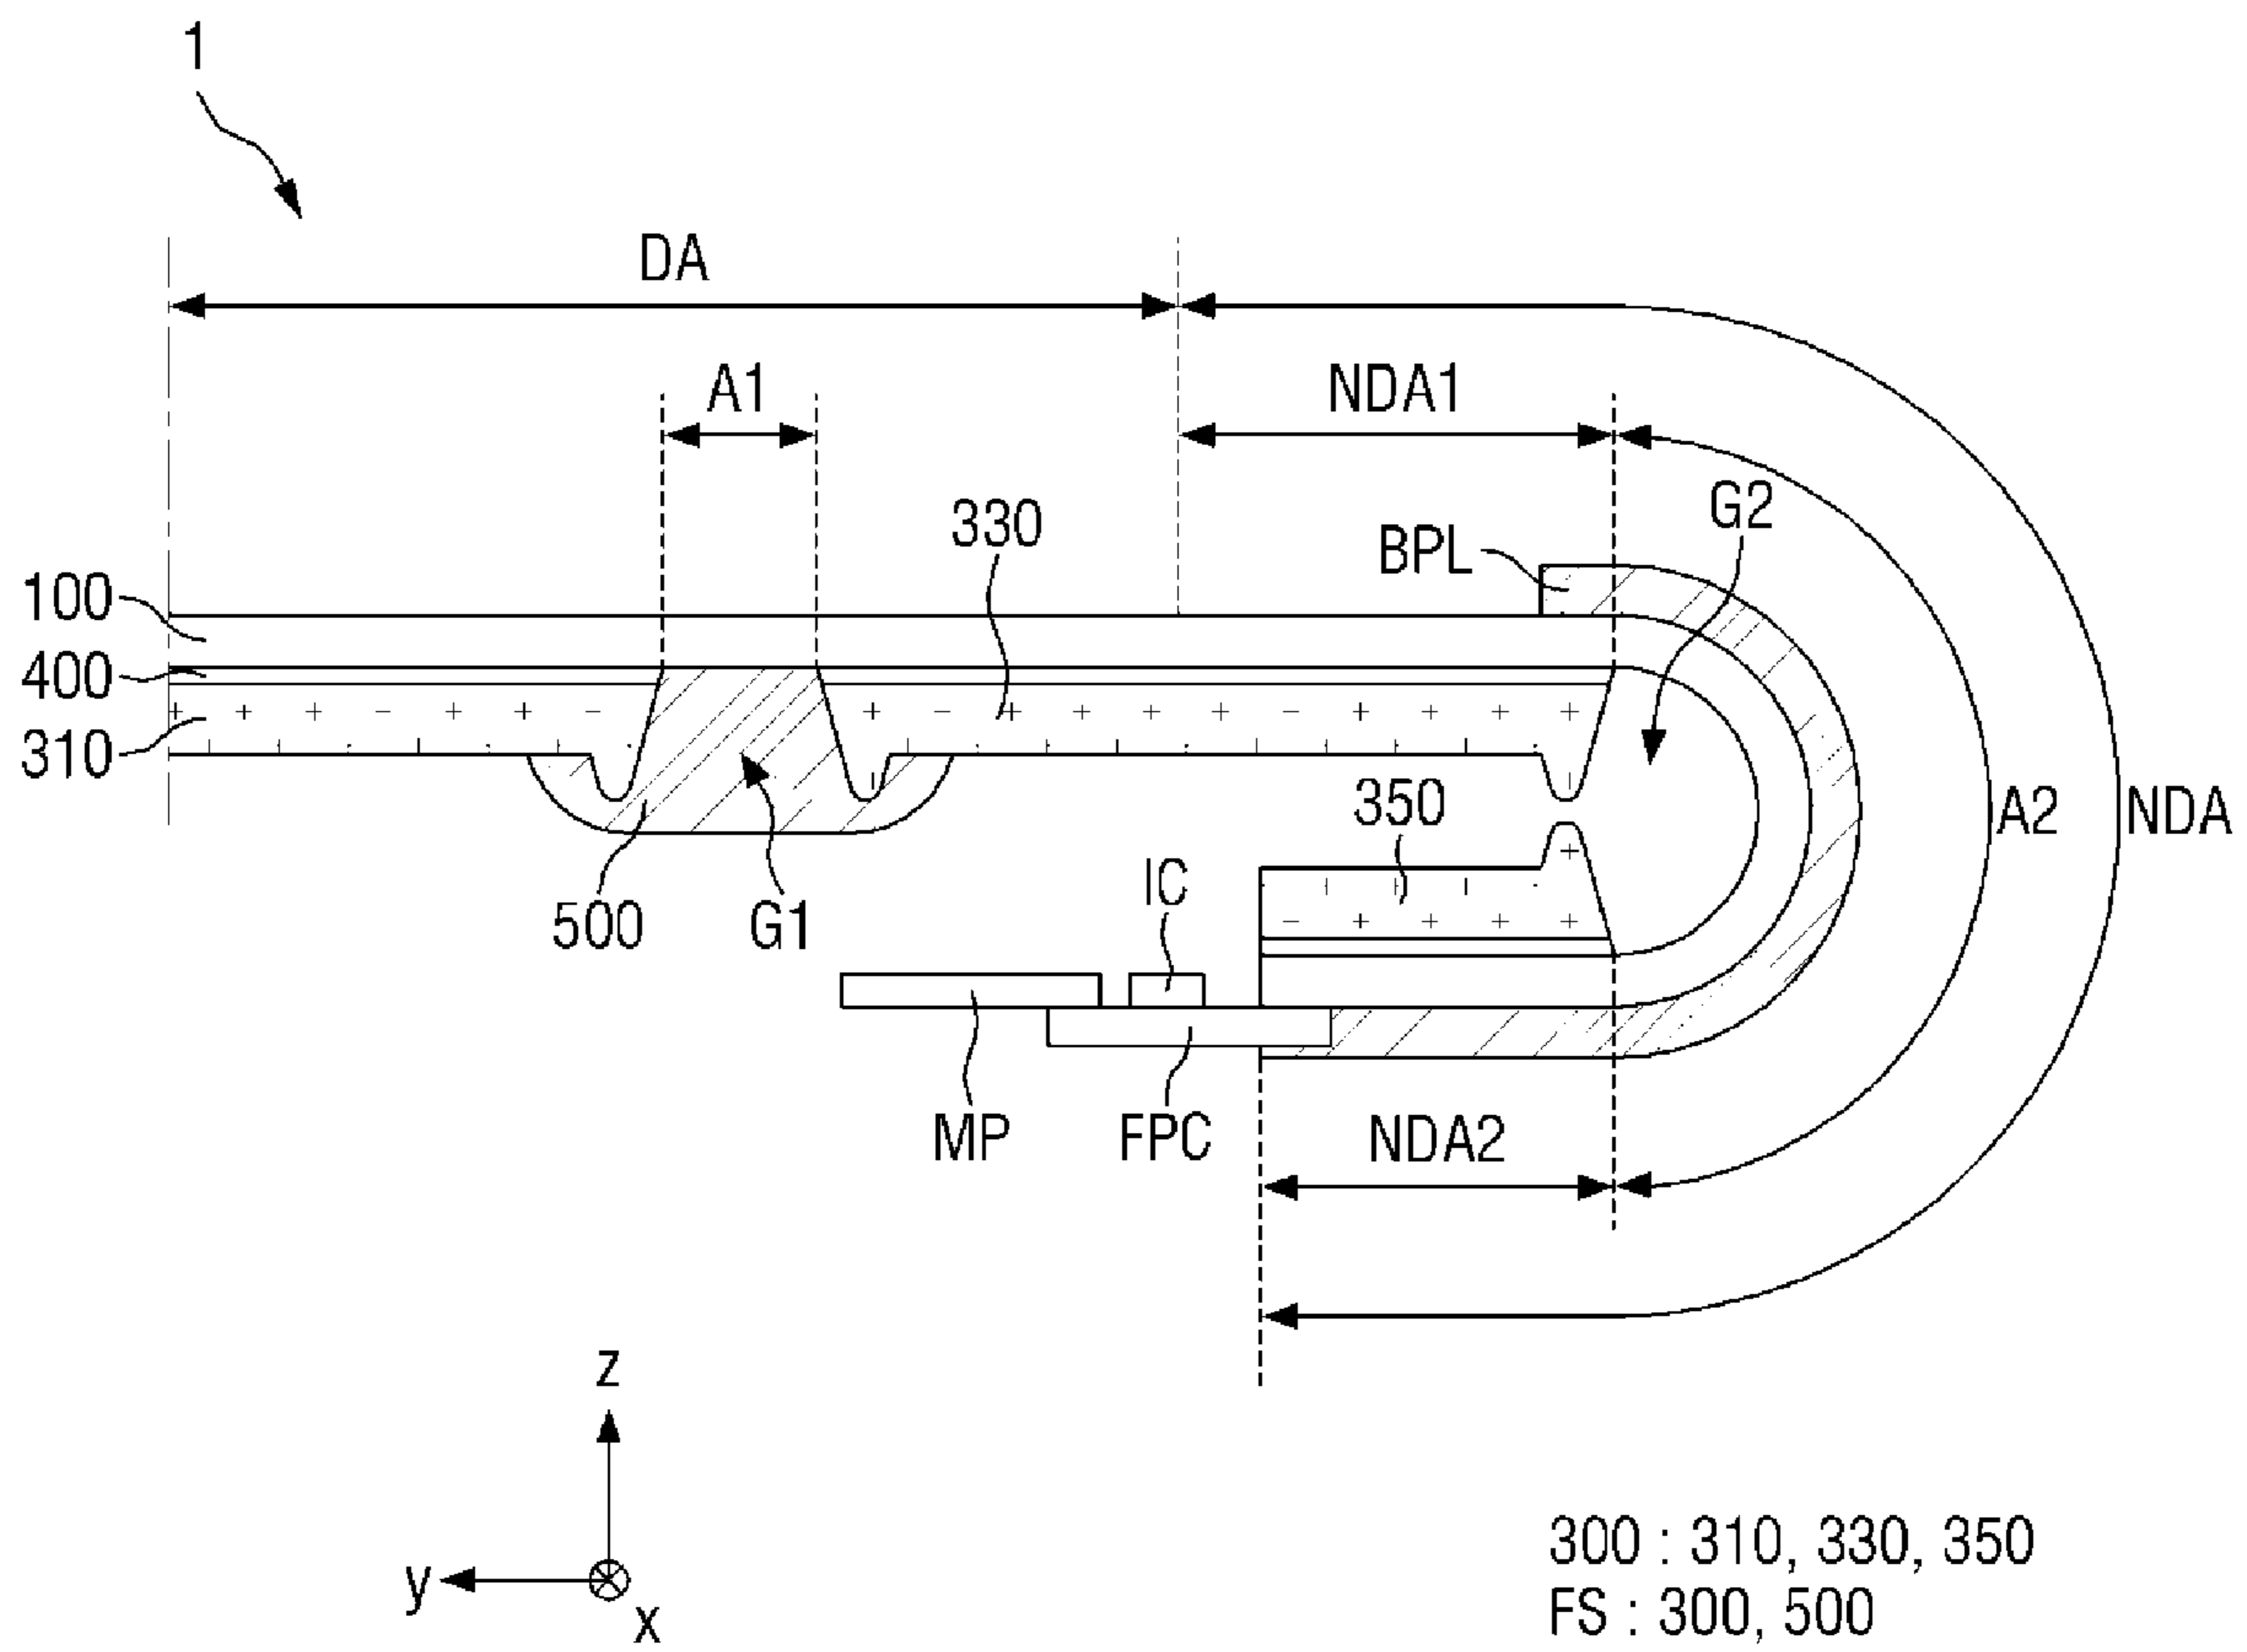 1
DA
A1
NDA1
G2
330
BPL
100
400
310
350
A2
NDA
IC
500
G1
MP
FPC
NDA2
z
y
x
300 : 310, 330, 350
FS : 300, 500